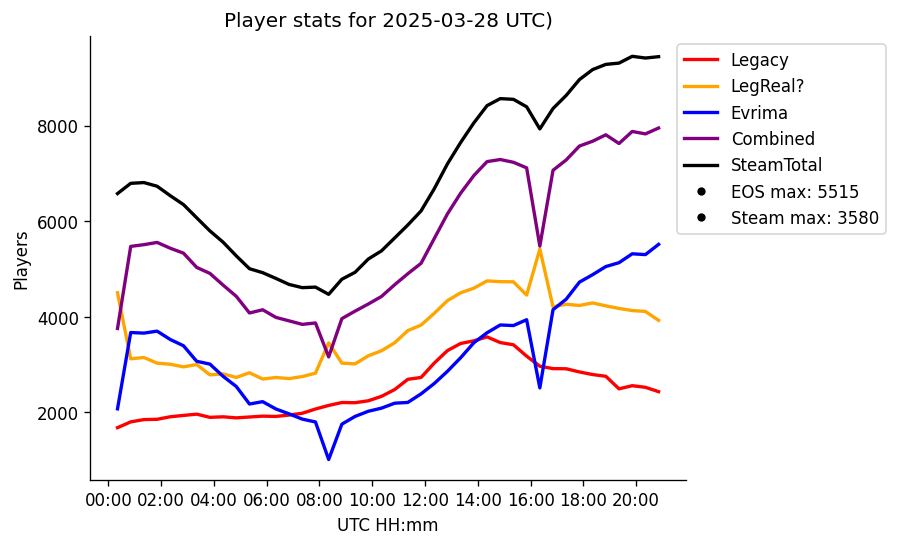 Player stats for 2025-03-28 UTC)
Legacy
LegReal?
Evrima
Combined
SteamTotal
EOS max: 5515
Steam max: 3580
8000
6000
4000
2000
Players
00:00 02:00 04:00 06:00 08:00 10:00 12:00 14:00 16:00 18:00 20:00
UTC HH:mm